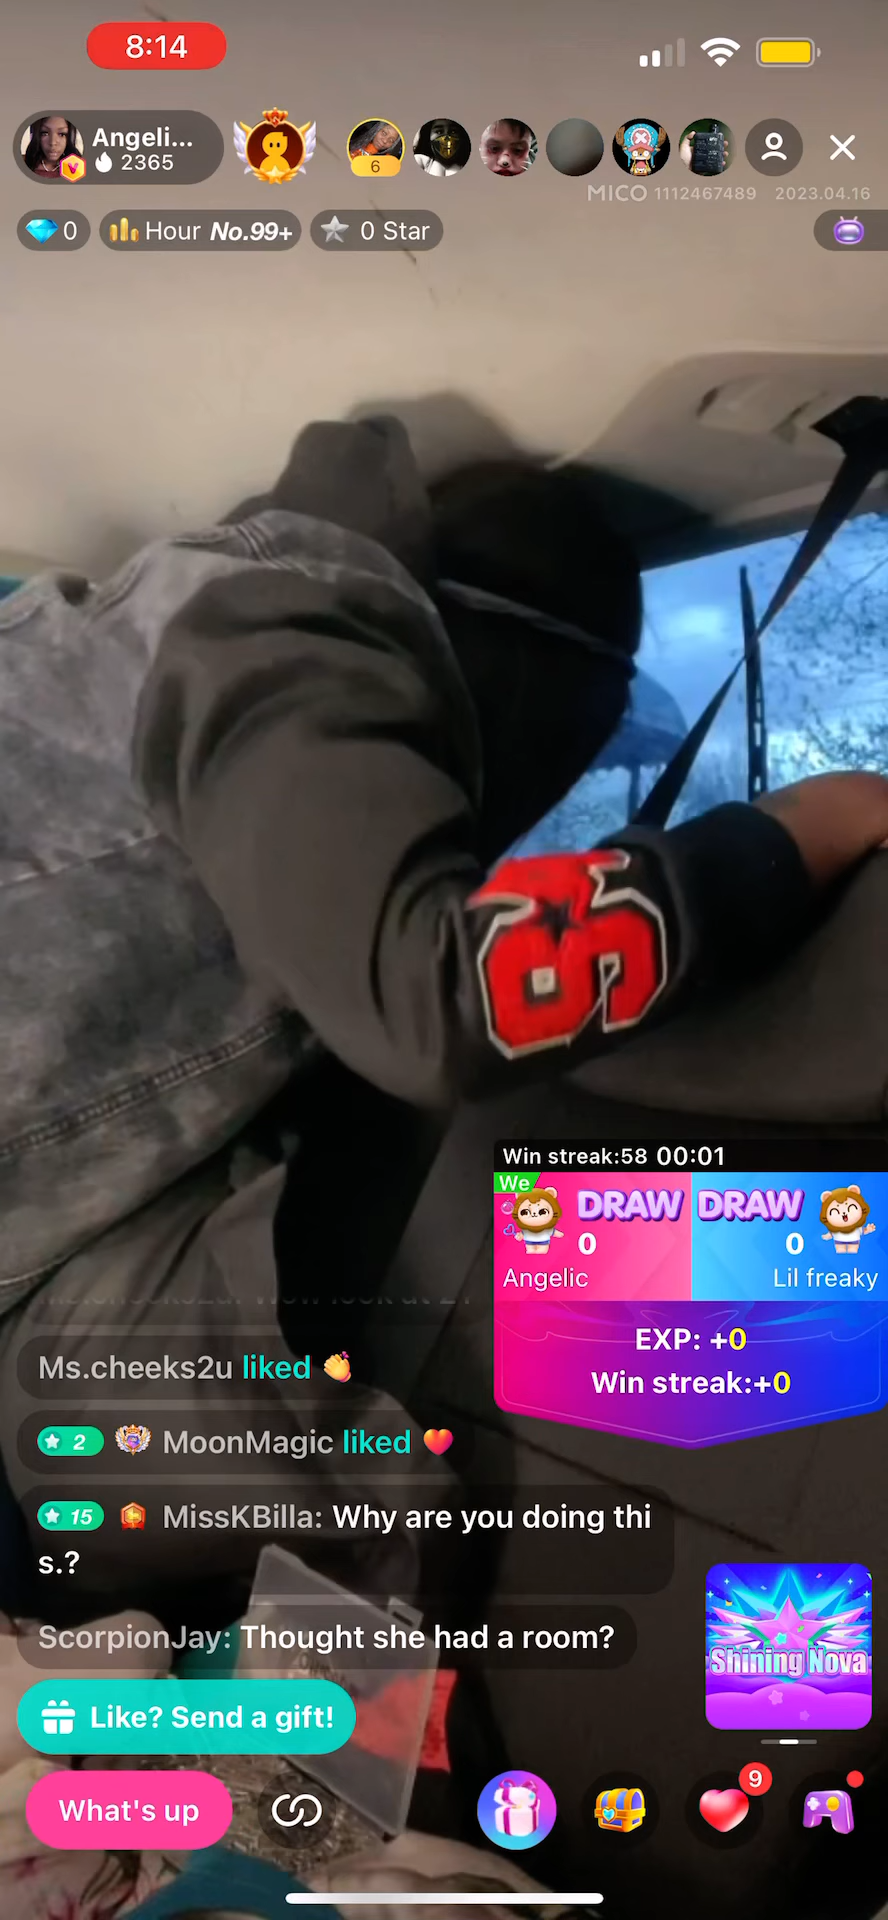 8:14
Angeli...
2365
6
MICO 1112467489 2023.04.16
0
Hour No.99+
0 Star
Win streak:58 00:01
We
DRAW DRAW
0 0
Angelic Lil freaky
EXP: +0
Win streak:+0
Ms.cheeks2u liked
2 MoonMagic liked
15 MissKBilla: Why are you doing thi
s.?
ScorpionJay: Thought she had a room?
Shining Nova
Like? Send a gift!
What's up
9